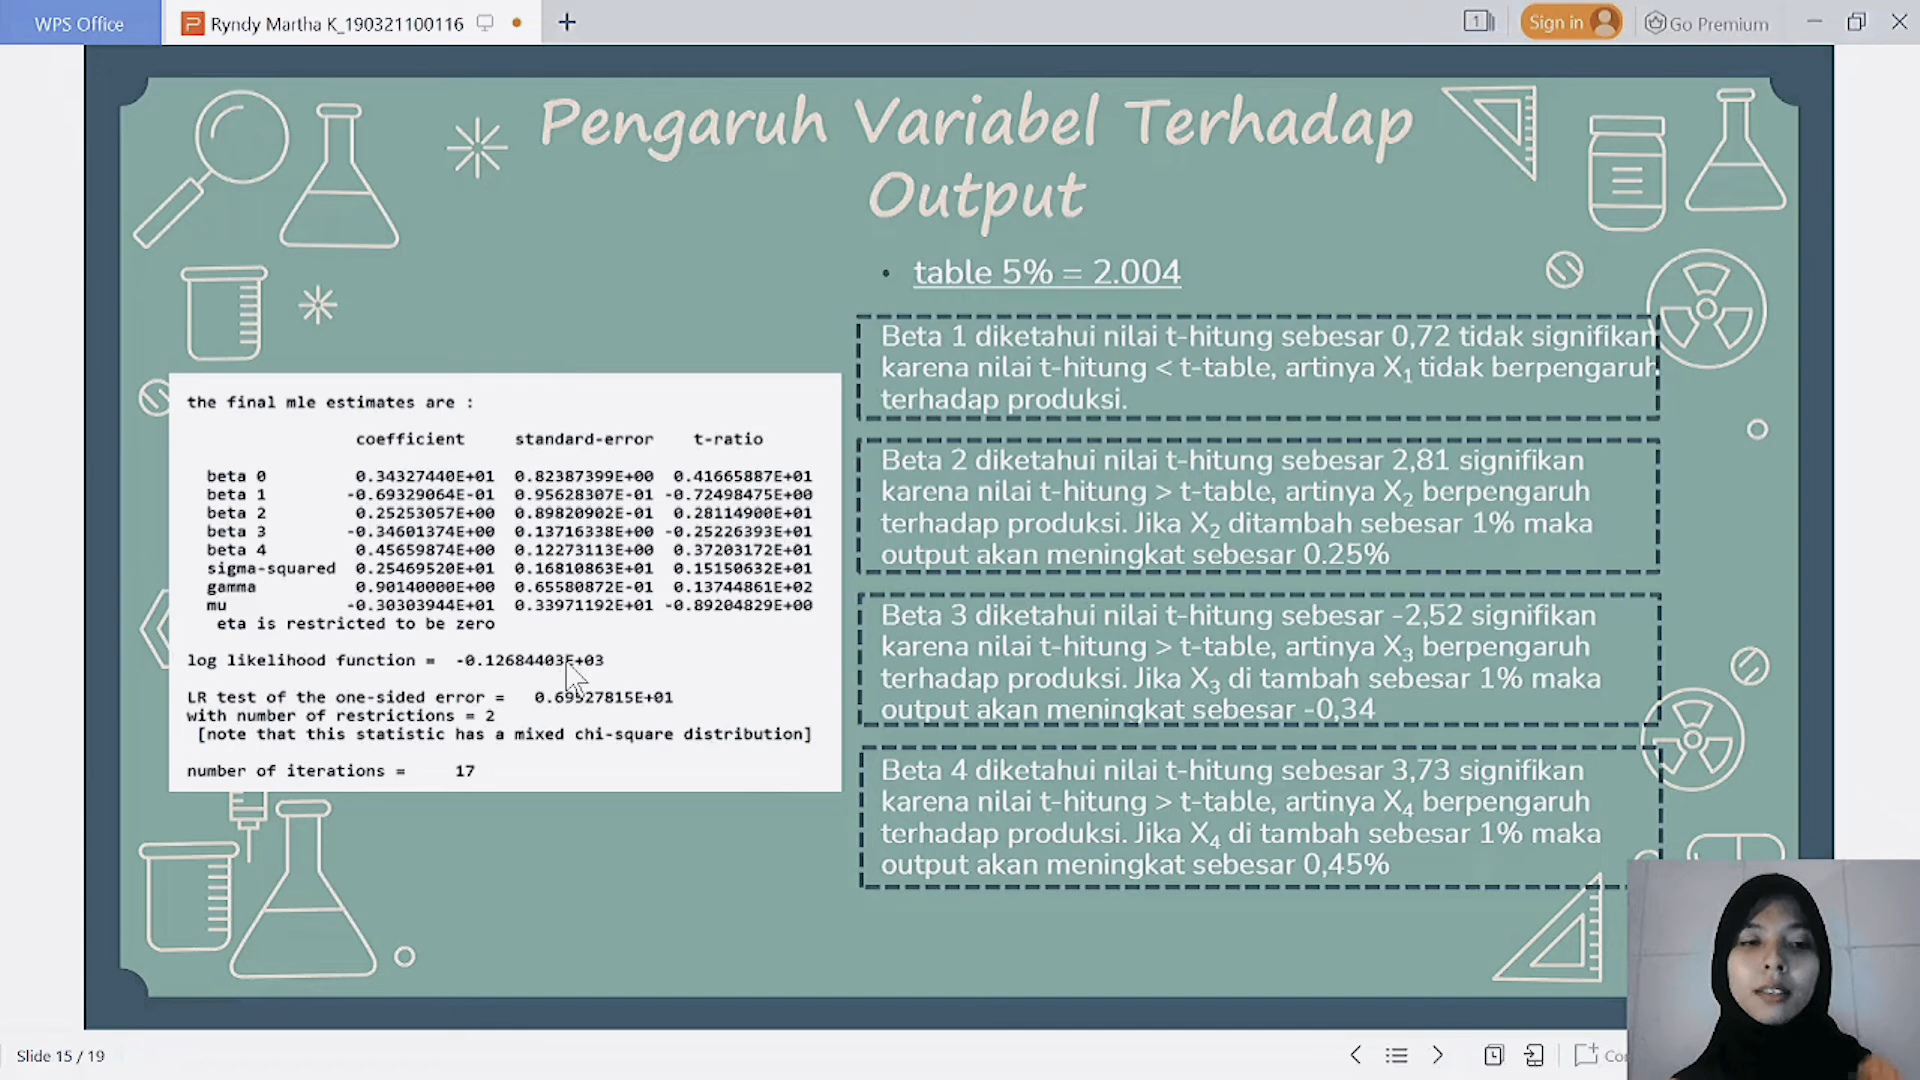 WPS Office
Ryndy Martha K_190321100116
1
Sign in
Go Premium
Pengaruh Variabel Terhadap
Output
• table 5% = 2.004
the final mle estimates are :
coefficient standard-error t-ratio
beta 0 0.34327440E+01 0.82387399E+00 0.41665887E+01
beta 1 -0.69329064E-01 0.95628307E-01 -0.72498475E+00
beta 2 0.25253057E+00 0.89820902E-01 0.28114900E+01
beta 3 -0.34601374E+00 0.13716338E+00 -0.25226393E+01
beta 4 0.45659874E+00 0.12273113E+00 0.37203172E+01
sigma-squared 0.25469520E+01 0.16810863E+01 0.15150632E+01
gamma 0.90140000E+00 0.65580872E-01 0.13744861E+02
mu -0.30303944E+01 0.33971192E+01 -0.89204829E+00
eta is restricted to be zero
log likelihood function = -0.12684403E+03
LR test of the one-sided error = 0.69527815E+01
with number of restrictions = 2
[note that this statistic has a mixed chi-square distribution]
number of iterations = 17
Beta 1 diketahui nilai t-hitung sebesar 0,72 tidak signifikan
karena nilai t-hitung < t-table, artinya X₁ tidak berpengaruh
terhadap produksi.
Beta 2 diketahui nilai t-hitung sebesar 2,81 signifikan
karena nilai t-hitung > t-table, artinya X₂ berpengaruh
terhadap produksi. Jika X₂ ditambah sebesar 1% maka
output akan meningkat sebesar 0.25%
Beta 3 diketahui nilai t-hitung sebesar -2,52 signifikan
karena nilai t-hitung > t-table, artinya X₃ berpengaruh
terhadap produksi. Jika X₃ di tambah sebesar 1% maka
output akan meningkat sebesar -0,34
Beta 4 diketahui nilai t-hitung sebesar 3,73 signifikan
karena nilai t-hitung > t-table, artinya X₄ berpengaruh
terhadap produksi. Jika X₄ di tambah sebesar 1% maka
output akan meningkat sebesar 0,45%
Slide 15 / 19